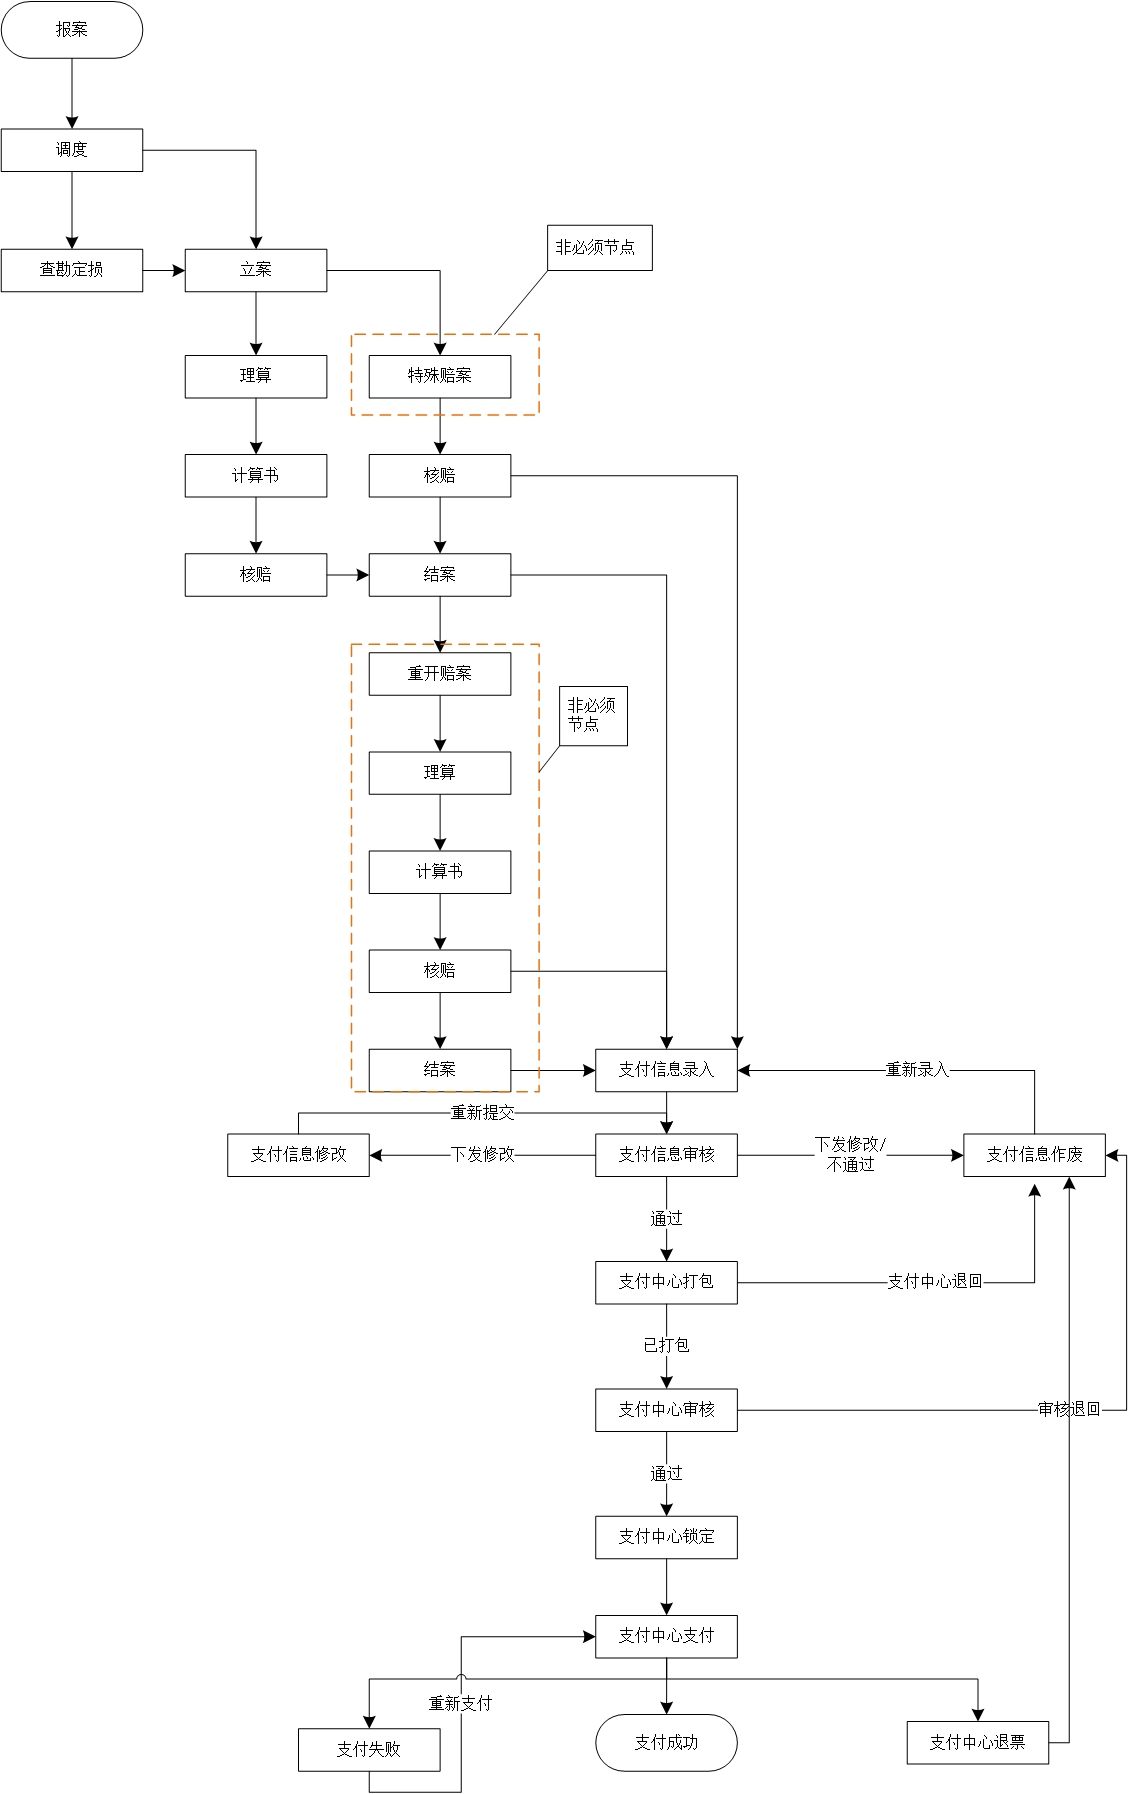 报案
调度
非必须节点
查勘定损
立案
理算
特殊赔案
计算书
核赔
核赔
结案
重开赔案
非必须
节点
理算
计算书
核赔
结案
支付信息录入
重新录入
重新提交
支付信息修改
下发修改
支付信息审核
下发修改/
不通过
支付信息作废
通过
支付中心打包
支付中心退回
已打包
支付中心审核
审核退回
通过
支付中心锁定
支付中心支付
重新支付
支付失败
支付成功
支付中心退票